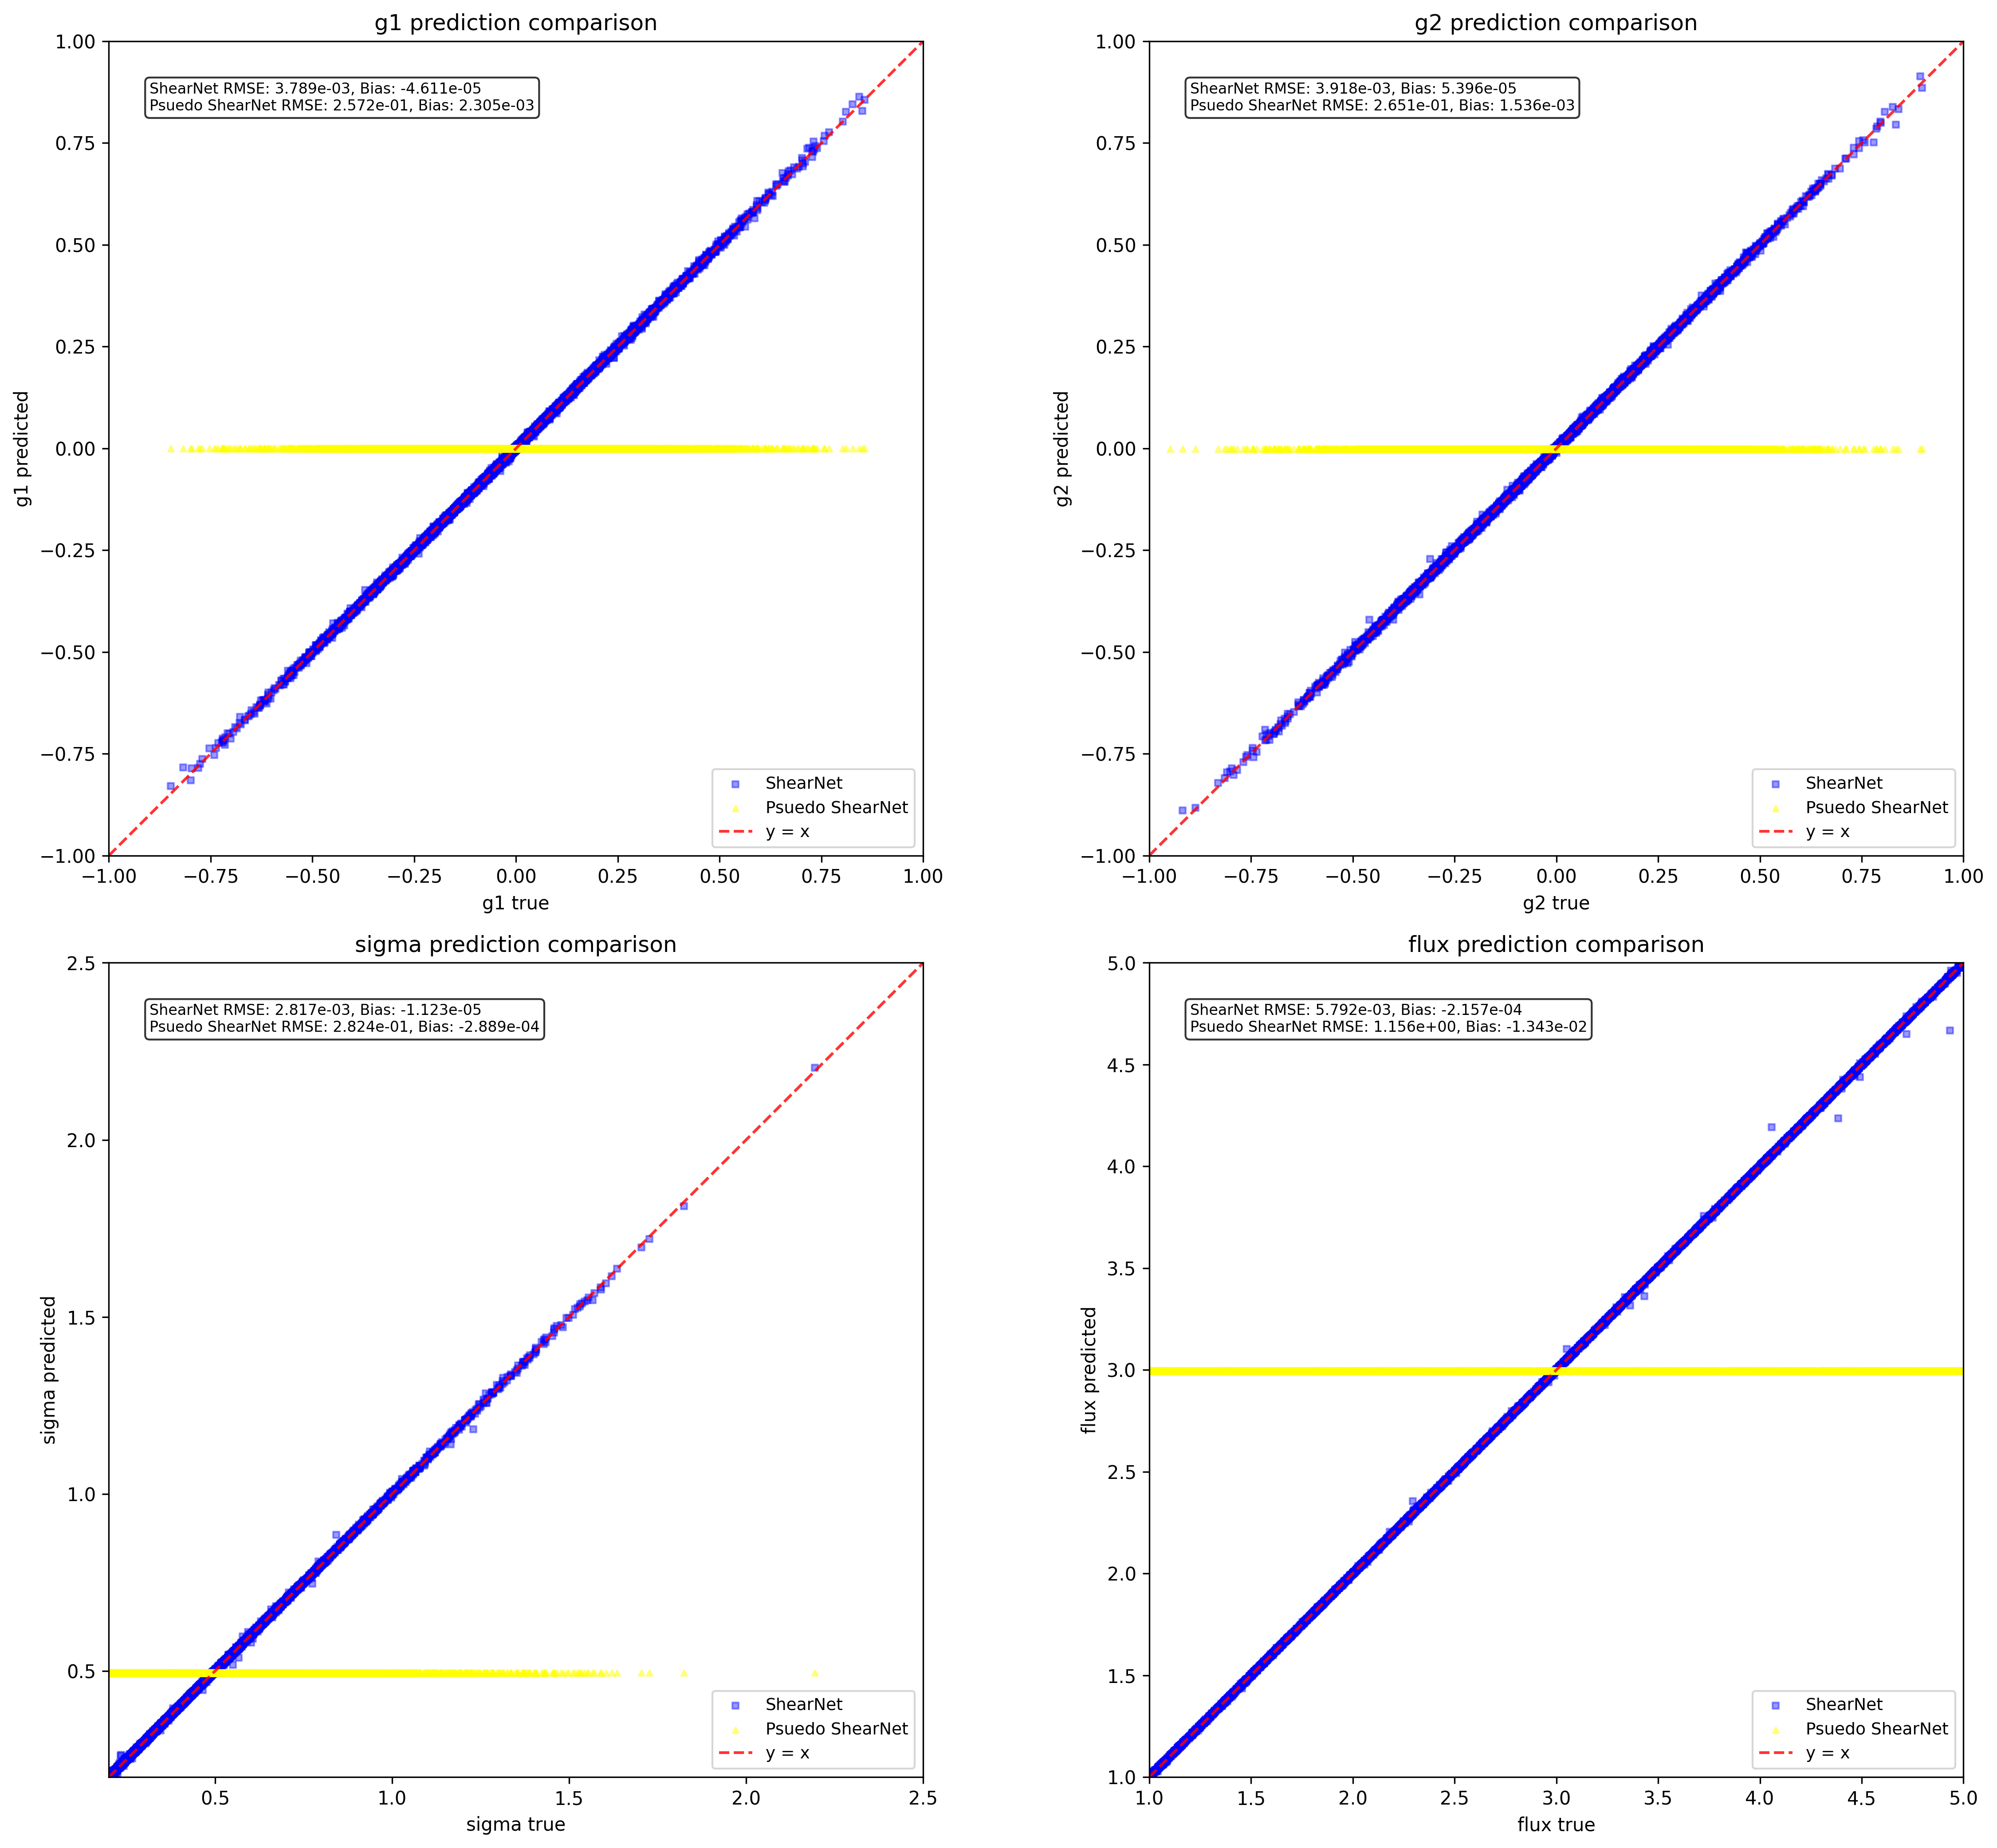 g1 prediction comparison
ShearNet RMSE: 3.789e-03, Bias: -4.611e-05
Psuedo ShearNet RMSE: 2.572e-01, Bias: 2.305e-03
1.00
0.75
0.50
0.25
0.00
−0.25
−0.50
−0.75
−1.00
g1 predicted
ShearNet
Psuedo ShearNet
y = x
−1.00 −0.75 −0.50 −0.25 0.00 0.25 0.50 0.75 1.00
g1 true
g2 prediction comparison
ShearNet RMSE: 3.918e-03, Bias: 5.396e-05
Psuedo ShearNet RMSE: 2.651e-01, Bias: 1.536e-03
1.00
0.75
0.50
0.25
0.00
−0.25
−0.50
−0.75
−1.00
g2 predicted
ShearNet
Psuedo ShearNet
y = x
−1.00 −0.75 −0.50 −0.25 0.00 0.25 0.50 0.75 1.00
g2 true
sigma prediction comparison
ShearNet RMSE: 2.817e-03, Bias: -1.123e-05
Psuedo ShearNet RMSE: 2.824e-01, Bias: -2.889e-04
2.5
2.0
1.5
1.0
0.5
sigma predicted
ShearNet
Psuedo ShearNet
y = x
0.5 1.0 1.5 2.0 2.5
sigma true
flux prediction comparison
ShearNet RMSE: 5.792e-03, Bias: -2.157e-04
Psuedo ShearNet RMSE: 1.156e+00, Bias: -1.343e-02
5.0
4.5
4.0
3.5
3.0
2.5
2.0
1.5
1.0
flux predicted
ShearNet
Psuedo ShearNet
y = x
1.0 1.5 2.0 2.5 3.0 3.5 4.0 4.5 5.0
flux true